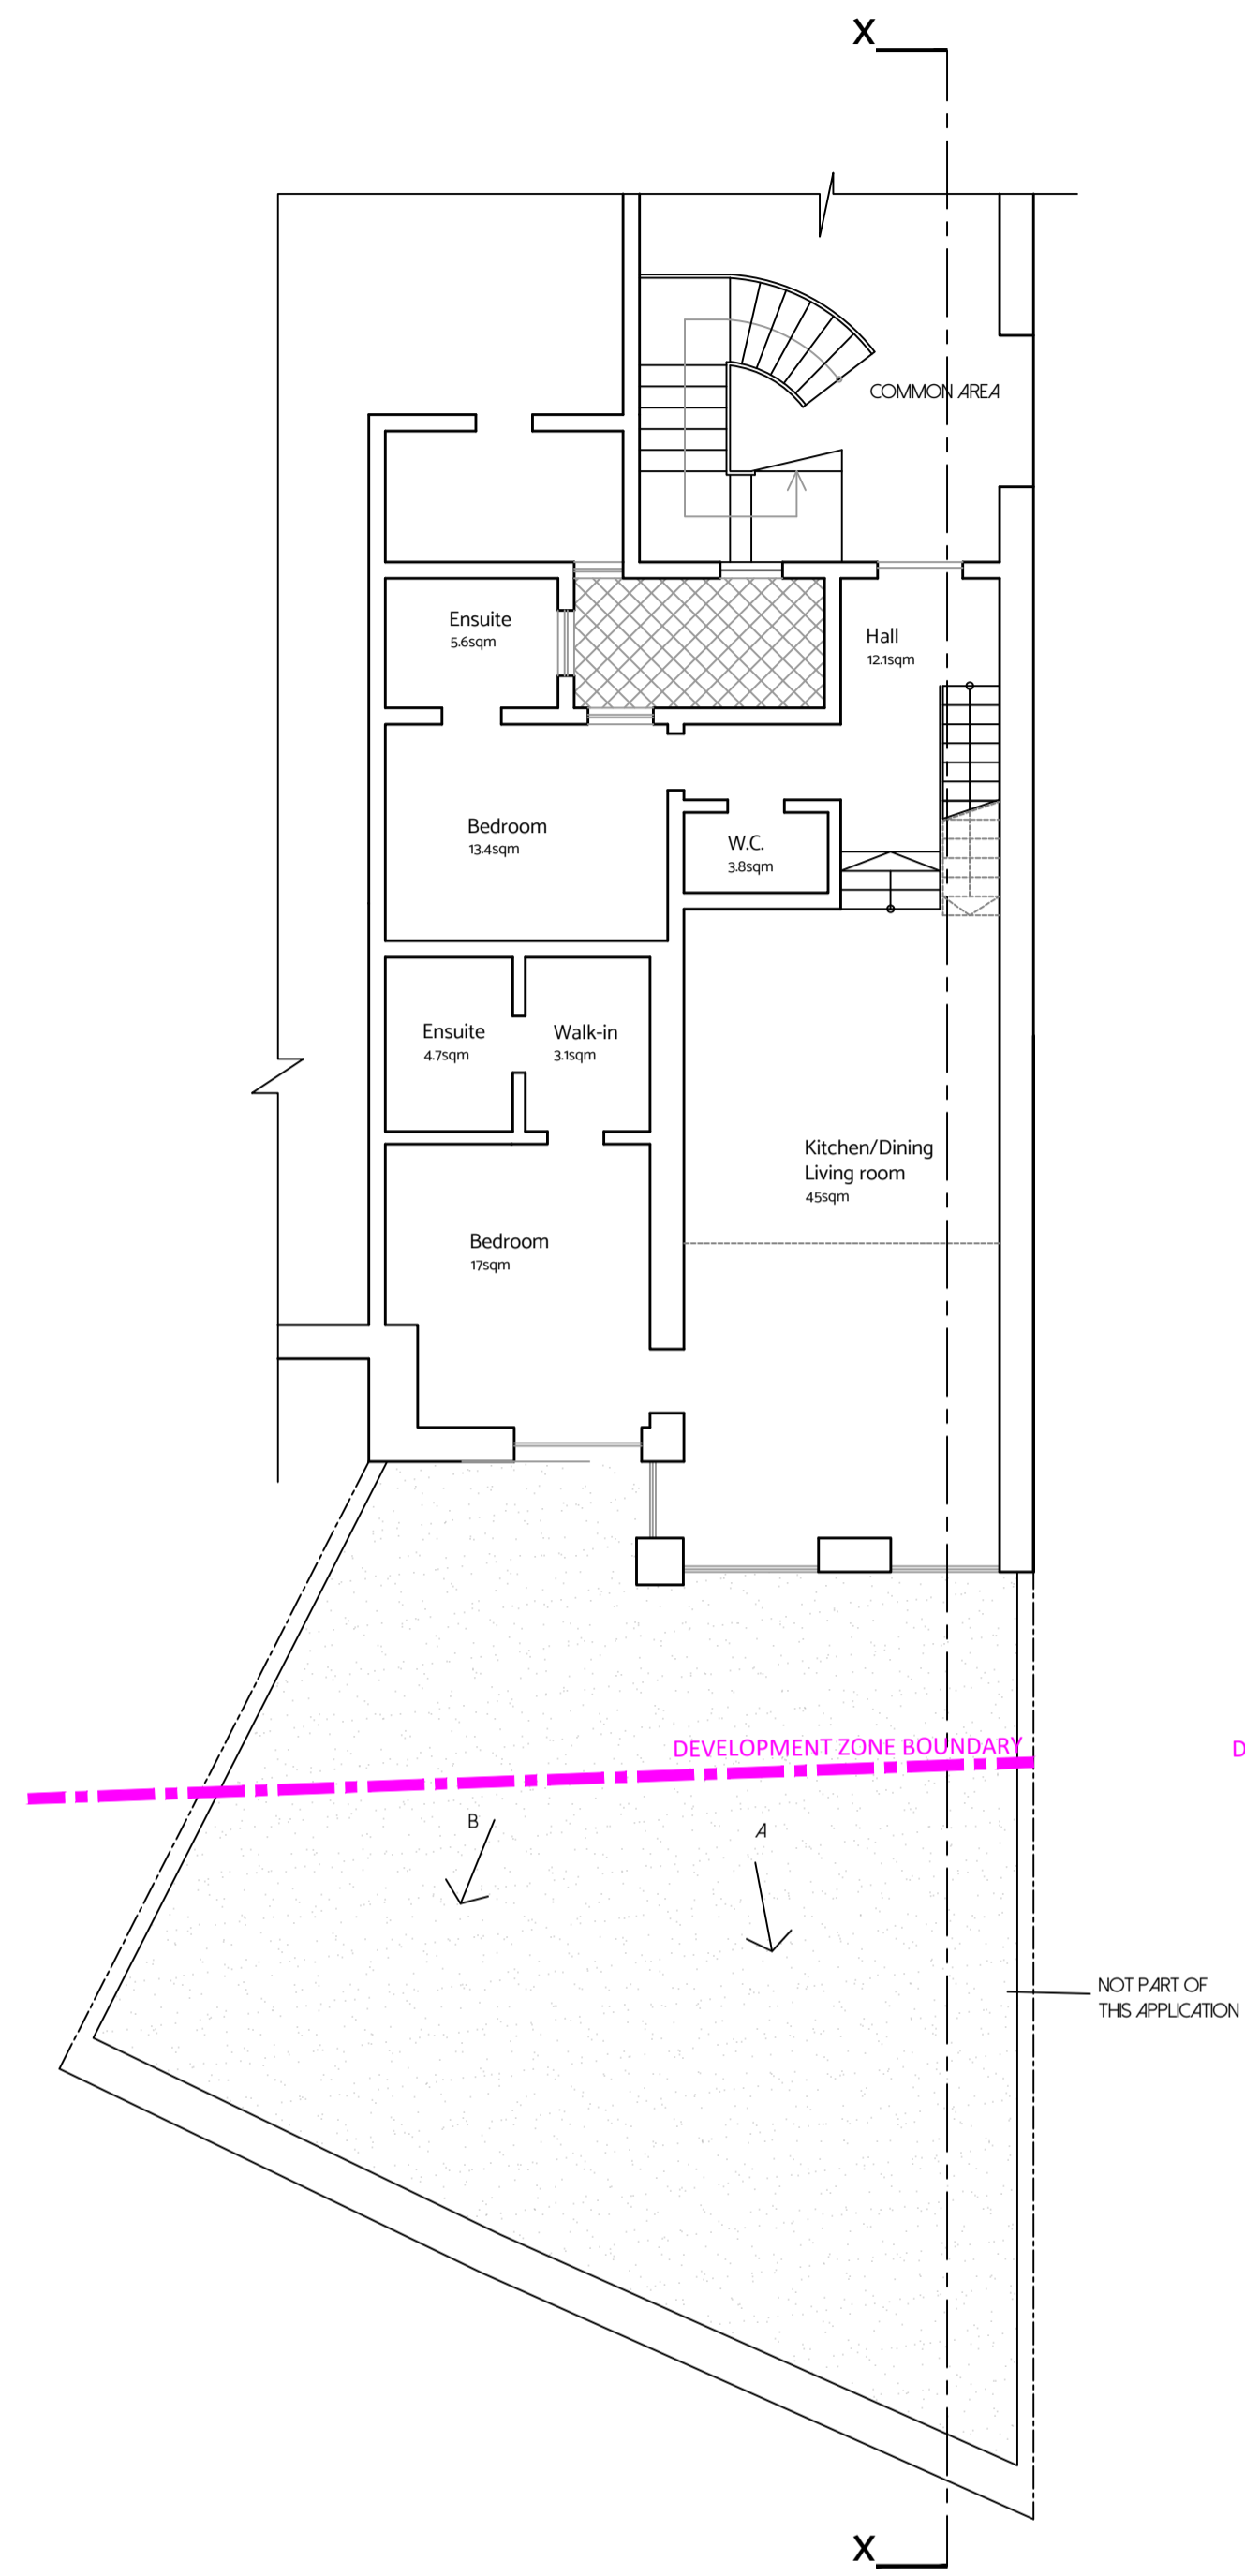 X
COMMON AREA
Ensuite
5.6sqm
Hall
12.1sqm
Bedroom
13.4sqm
W.C.
3.8sqm
Ensuite
4.7sqm
Walk-in
3.1sqm
Kitchen/Dining
Living room
45sqm
Bedroom
17sqm
DEVELOPMENT ZONE BOUNDARY
D
B
A
NOT PART OF
THIS APPLICATION
X